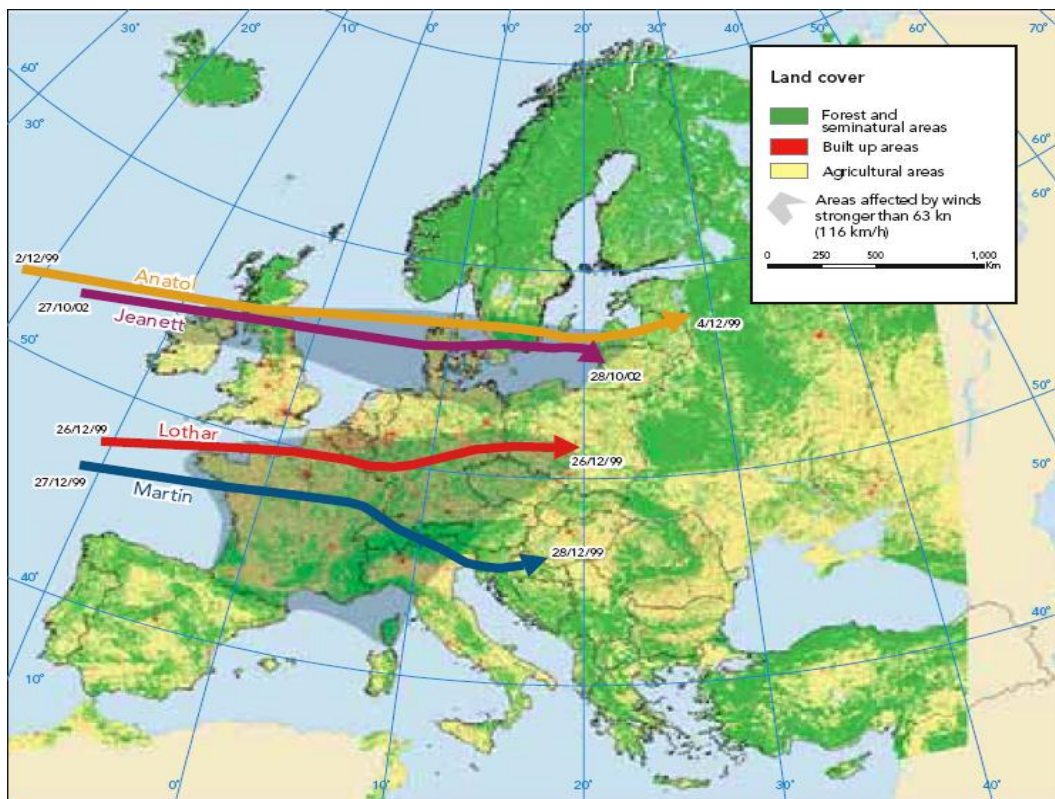 30°
20°
10°
0°
10°
20°
30°
40°
50°
60°
70°
60°
30°
50°
40°
10°
0°
10°
20°
30°
40°
60°
60°
50°
50°
40°
40°
Land cover
Forest and
seminatural areas
Built up areas
Agricultural areas
Areas affected by winds
stronger than 63 kn
(116 km/h)
0 250 500 1,000
Km
2/12/99
Anatol
4/12/99
27/10/02
Jeanett
28/10/02
26/12/99
Lothar
26/12/99
27/12/99
Martin
28/12/99